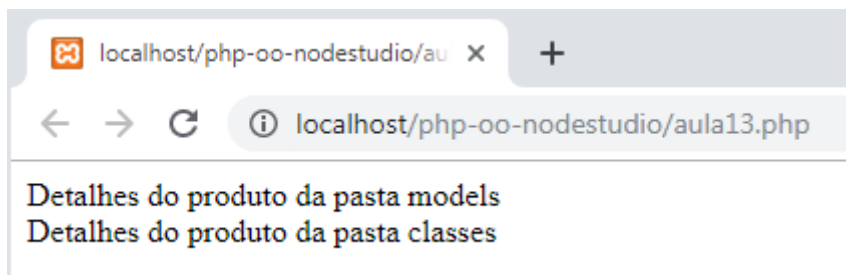 localhost/php-oo-nodestudio/au
localhost/php-oo-nodestudio/aula13.php
Detalhes do produto da pasta models
Detalhes do produto da pasta classes